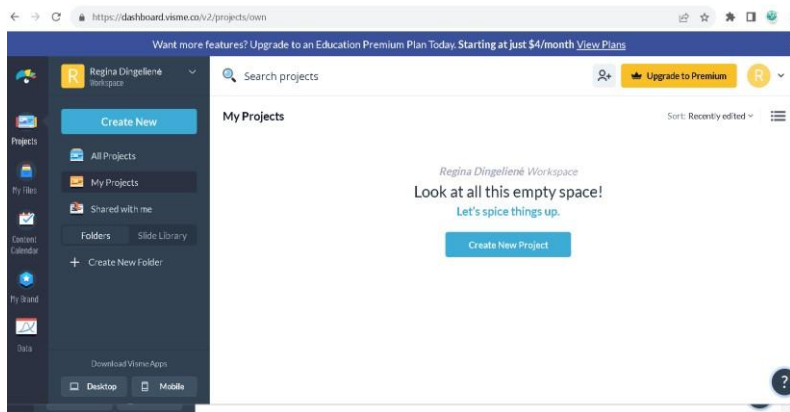 https://dashboard.visme.co/v2/projects/own
Want more features? Upgrade to an Education Premium Plan Today. Starting at just $4/month View Plans
R
Regina Dingelienė
Workspace
Search projects
Upgrade to Premium
R
Projects
My Files
Content
Calendar
My Brand
Data
Create New
All Projects
My Projects
Shared with me
Folders
Slide Library
+ Create New Folder
Download Visme Apps
Desktop
Mobile
My Projects
Sort: Recently edited
Regina Dingelienė Workspace
Look at all this empty space!
Let's spice things up.
Create New Project
?